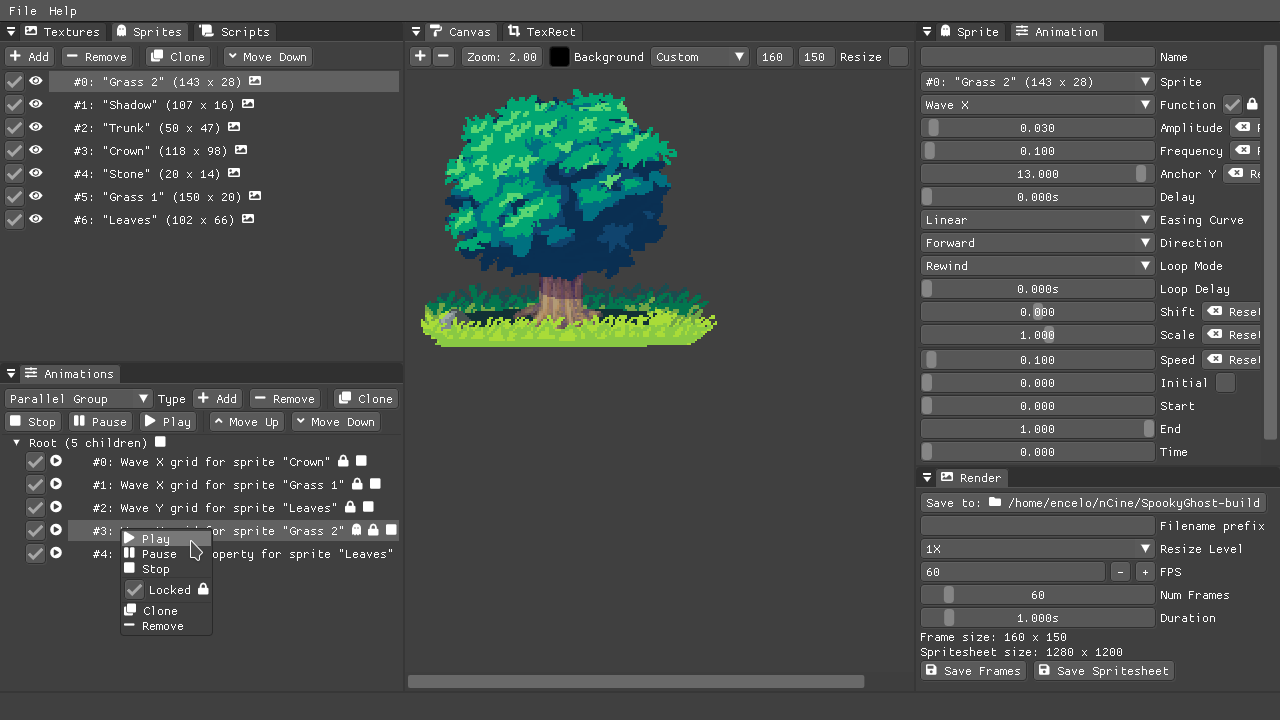 File Help
Textures Sprites Scripts
Add Remove Clone Move Down
#0: "Grass 2" (143 x 28)
#1: "Shadow" (107 x 16)
#2: "Trunk" (50 x 47)
#3: "Crown" (118 x 98)
#4: "Stone" (20 x 14)
#5: "Grass 1" (150 x 20)
#6: "Leaves" (102 x 66)
Animations
Parallel Group Type Add Remove Clone
Stop Pause Play Move Up Move Down
Root (5 children)
#0: Wave X grid for sprite "Crown"
#1: Wave X grid for sprite "Grass 1"
#2: Wave Y grid for sprite "Leaves"
#3: for sprite "Grass 2"
#4: for sprite "Leaves"
Play
Pause
Stop
Locked
Clone
Remove
Canvas TexRect
Zoom: 2.00 Background Custom 160 150 Resize
Sprite Animation
Name
#0: "Grass 2" (143 x 28) Sprite
Wave X Function
0.030 Amplitude
0.100 Frequency
13.000 Anchor Y
0.000s Delay
Linear Easing Curve
Forward Direction
Rewind Loop Mode
0.000s Loop Delay
0.000 Shift Rese
1.000 Scale Rese
0.100 Speed Rese
0.000 Initial
0.000 Start
1.000 End
0.000 Time
Render
Save to: /home/encelo/nCine/SpookyGhost-build
Filename prefix
1X Resize Level
60 - + FPS
60 Num Frames
1.000s Duration
Frame size: 160 x 150
Spritesheet size: 1280 x 1200
Save Frames Save Spritesheet